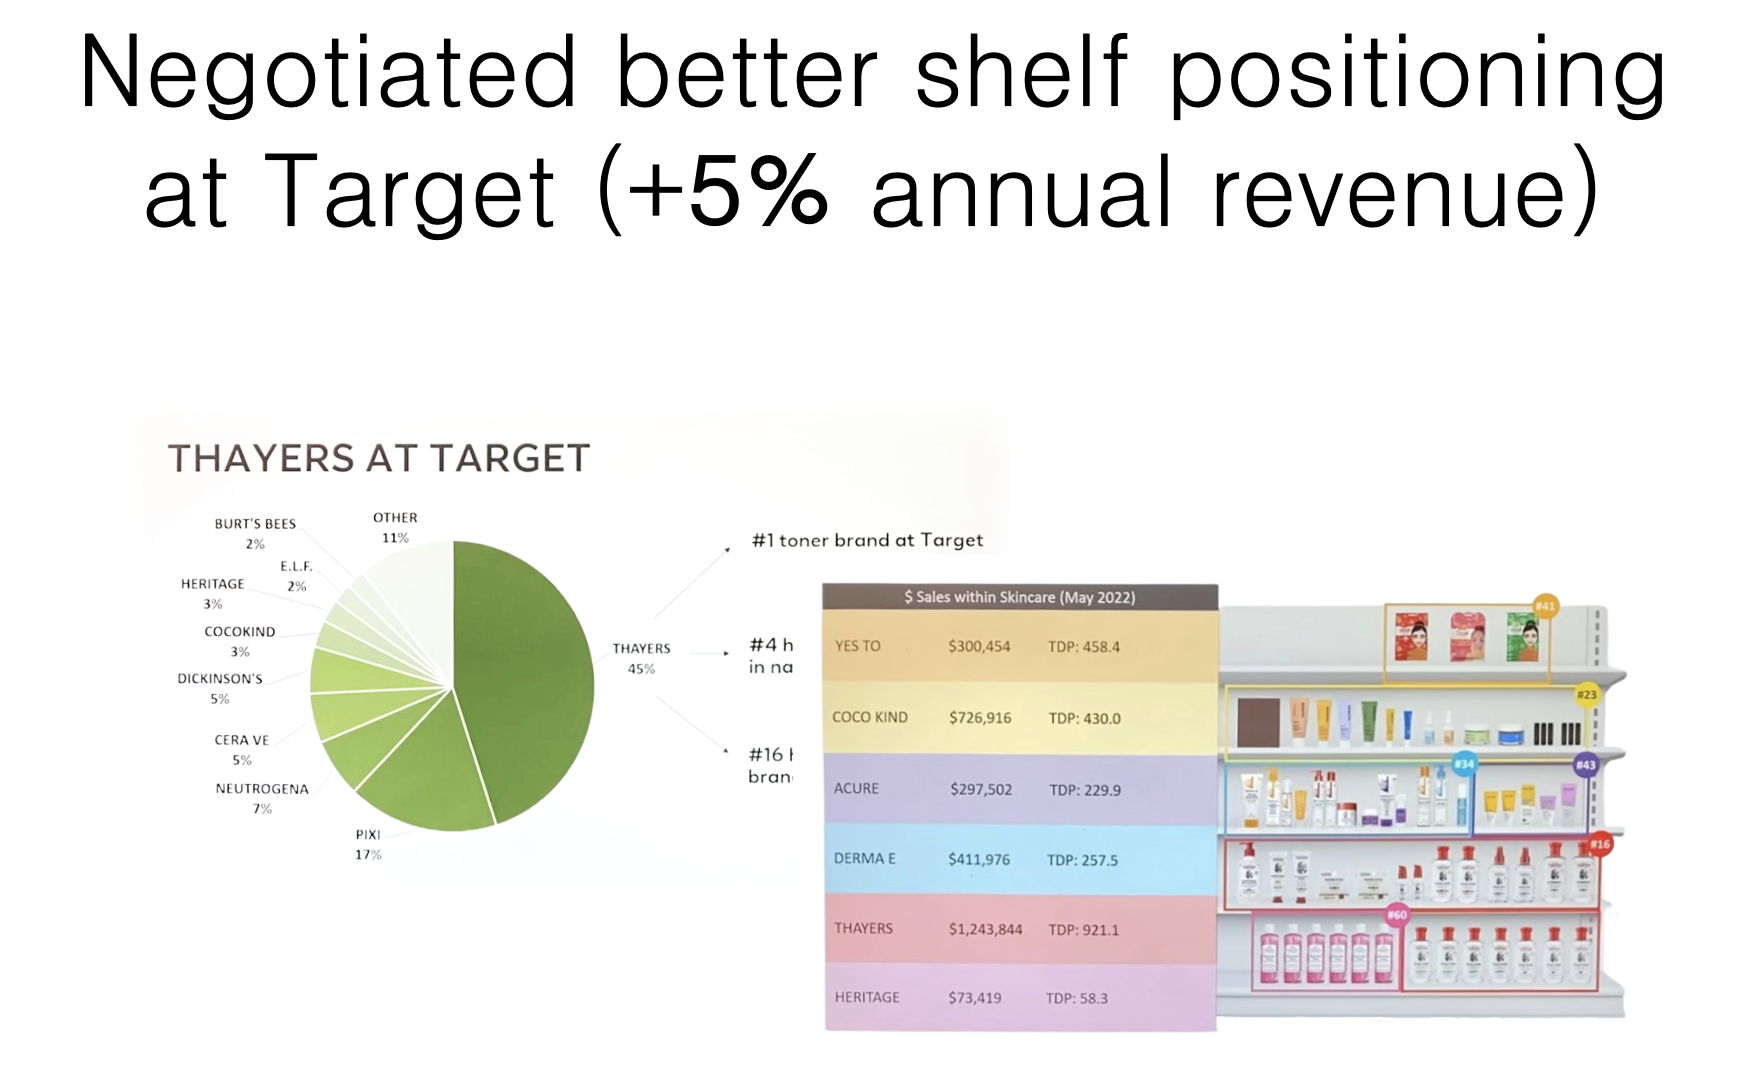 Negotiated better shelf positioning
at Target (+5% annual revenue)
THAYERS AT TARGET
OTHER
11%
BURT'S BEES
2%
E.L.F.
2%
HERITAGE
3%
COCOKIND
3%
DICKINSON'S
5%
CERA VE
5%
NEUTROGENA
7%
PIXI
17%
THAYERS
45%
#1 toner brand at Target
#4 h
in na
#16
bran
$ Sales within Skincare (May 2022)
YES TO $300,454 TDP: 458.4
COCO KIND $726,916 TDP: 430.0
ACURE $297,502 TDP: 229.9
DERMA E $411,976 TDP: 257.5
THAYERS $1,243,844 TDP: 921.1
HERITAGE $73,419 TDP: 58.3
#41
#23
#34 #43
#16
#60